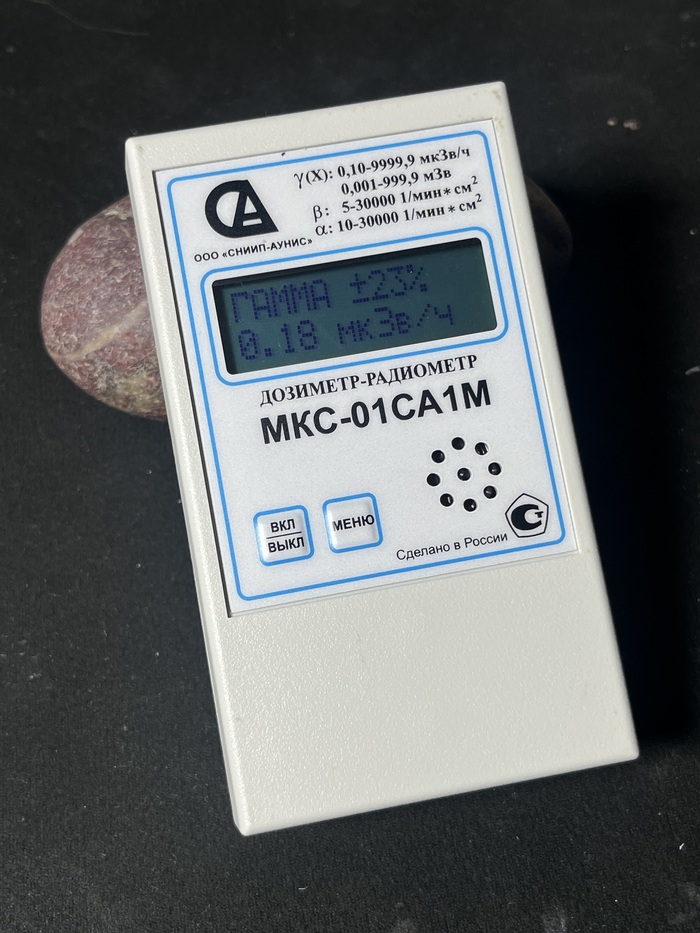 СА
γ(X): 0,10-9999,9 мкЗв/ч
0,001-999,9 мЗв
β: 5-30000 1/мин*см²
α: 10-30000 1/мин*см²
ООО «СНИИП-АУНИС»
ГАММА ±23%
0.18 мкЗв/ч
ДОЗИМЕТР-РАДИОМЕТР
МКС-01СА1М
ВКЛ
ВЫКЛ
МЕНЮ
Сделано в России